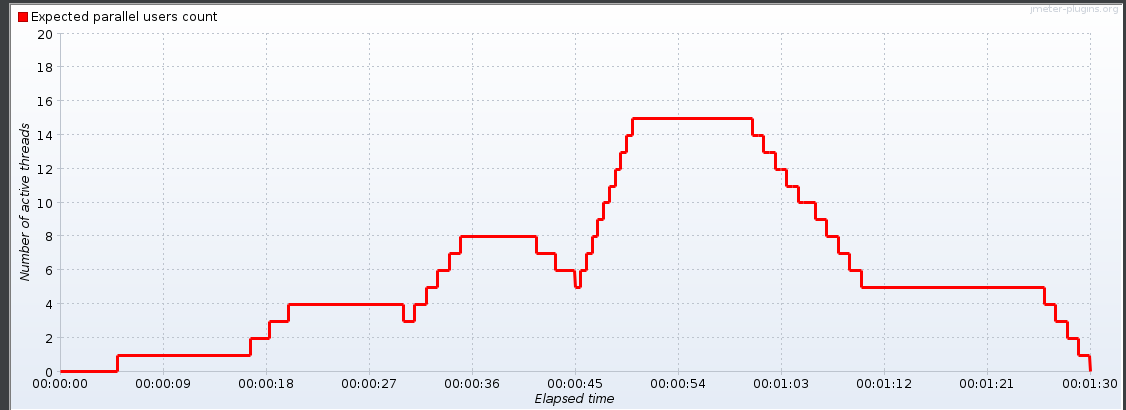 jmeter-plugins.org
Expected parallel users count
20
18
16
14
12
10
8
6
4
2
0
Number of active threads
00:00:00 00:00:09 00:00:18 00:00:27 00:00:36 00:00:45 00:00:54 00:01:03 00:01:12 00:01:21 00:01:30
Elapsed time